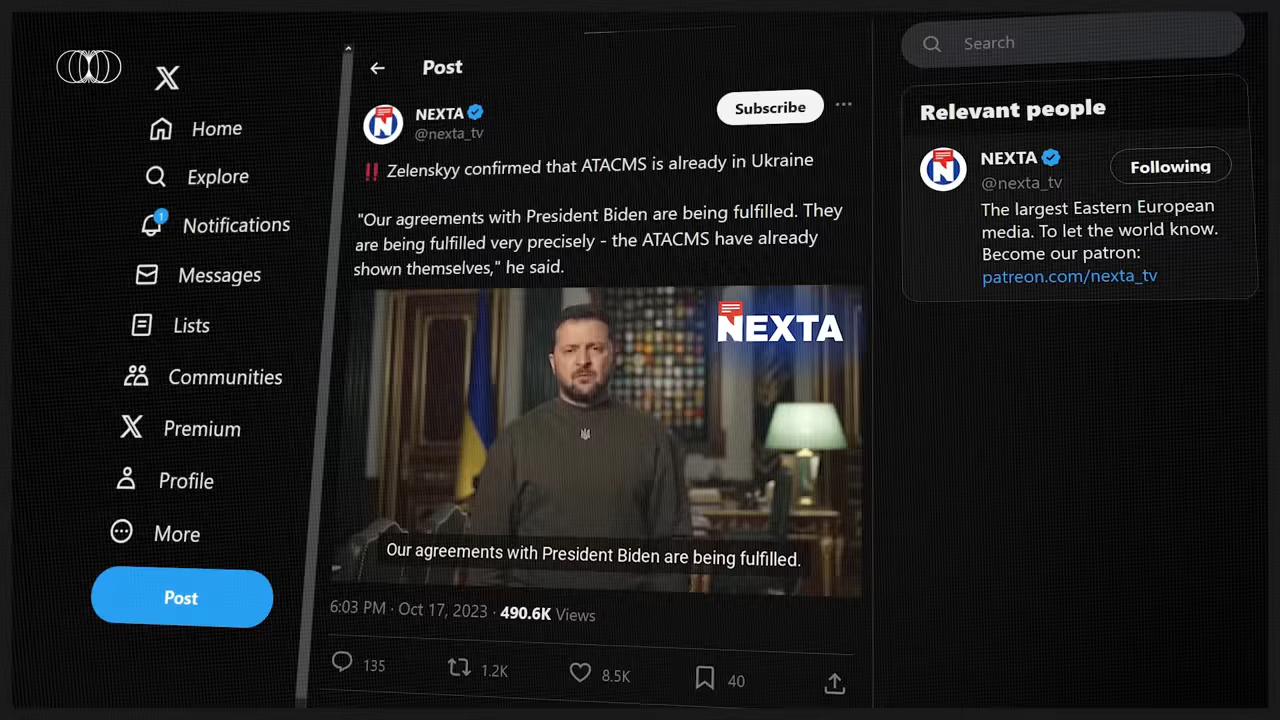 Home
Explore
1
Notifications
Messages
Lists
Communities
Premium
Profile
More
Post
Post
NEXTA
@nexta_tv
Subscribe
‼ Zelenskyy confirmed that ATACMS is already in Ukraine
"Our agreements with President Biden are being fulfilled. They
are being fulfilled very precisely - the ATACMS have already
shown themselves," he said.
NEXTA
Our agreements with President Biden are being fulfilled.
6:03 PM · Oct 17, 2023 · 490.6K Views
135 1.2K 8.5K 40
Search
Relevant people
NEXTA
@nexta_tv
Following
The largest Eastern European
media. To let the world know.
Become our patron:
patreon.com/nexta_tv